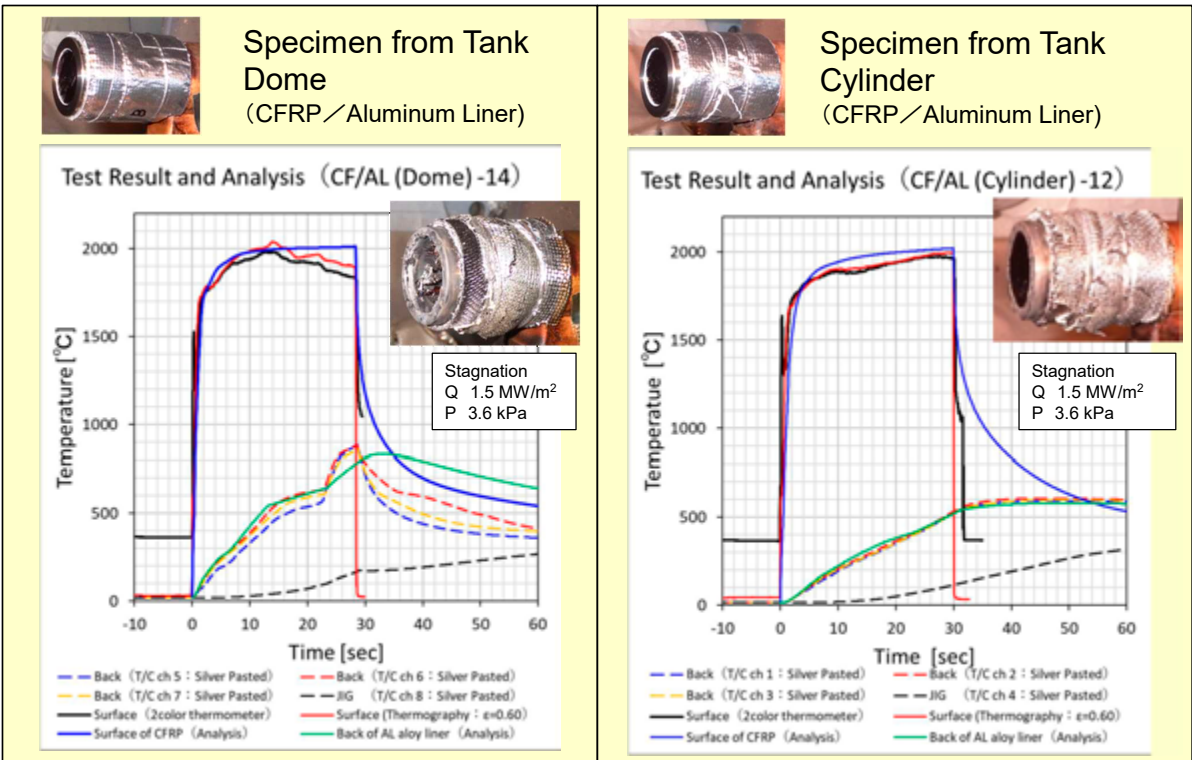 Specimen from Tank
Dome
（CFRP／Aluminum Liner)
Test Result and Analysis （CF/AL (Dome) -14）
Temperature [℃]
2000
1500
1000
500
0
-10 0 10 20 30 40 50 60
Time [sec]
Stagnation
Q 1.5 MW/m²
P 3.6 kPa
Back（T/C ch 5：Silver Pasted） Back（T/C ch 6：Silver Pasted）
Back（T/C ch 7：Silver Pasted） JIG （T/C ch 8：Silver Pasted）
Surface（2color thermometer） Surface (Thermography：ε=0.60）
Surface of CFRP（Analysis） Back of AL aloy liner（Analysis）
Specimen from Tank
Cylinder
（CFRP／Aluminum Liner)
Test Result and Analysis （CF/AL (Cylinder) -12）
Temperatue [℃]
2000
1500
1000
500
0
-10 0 10 20 30 40 50 60
Time [sec]
Stagnation
Q 1.5 MW/m²
P 3.6 kPa
Back（T/C ch 1：Silver Pasted） Back（T/C ch 2：Silver Pasted）
Back（T/C ch 3：Silver Pasted） JIG （T/C ch 4：Silver Pasted）
Surface（2color thermometer） Surface (Thermography：ε=0.60）
Surface of CFRP（Analysis） Back of AL aloy liner（Analysis）